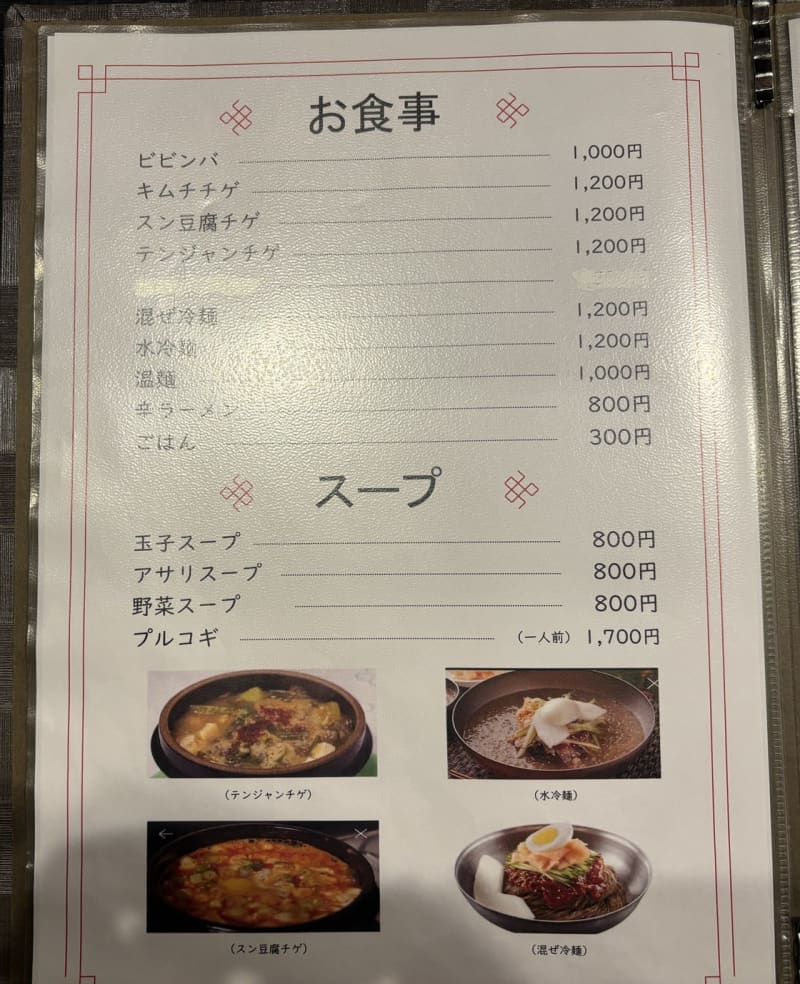 お食事
ビビンバ 1,000円
キムチチゲ 1,200円
スン豆腐チゲ 1,200円
テンジャンチゲ 1,200円
混ぜ冷麺 1,200円
水冷麺 1,200円
温麺 1,000円
辛ラーメン 800円
ごはん 300円
スープ
玉子スープ 800円
アサリスープ 800円
野菜スープ 800円
プルコギ (一人前) 1,700円
(テンジャンチゲ) (水冷麺)
(スン豆腐チゲ) (混ぜ冷麺)